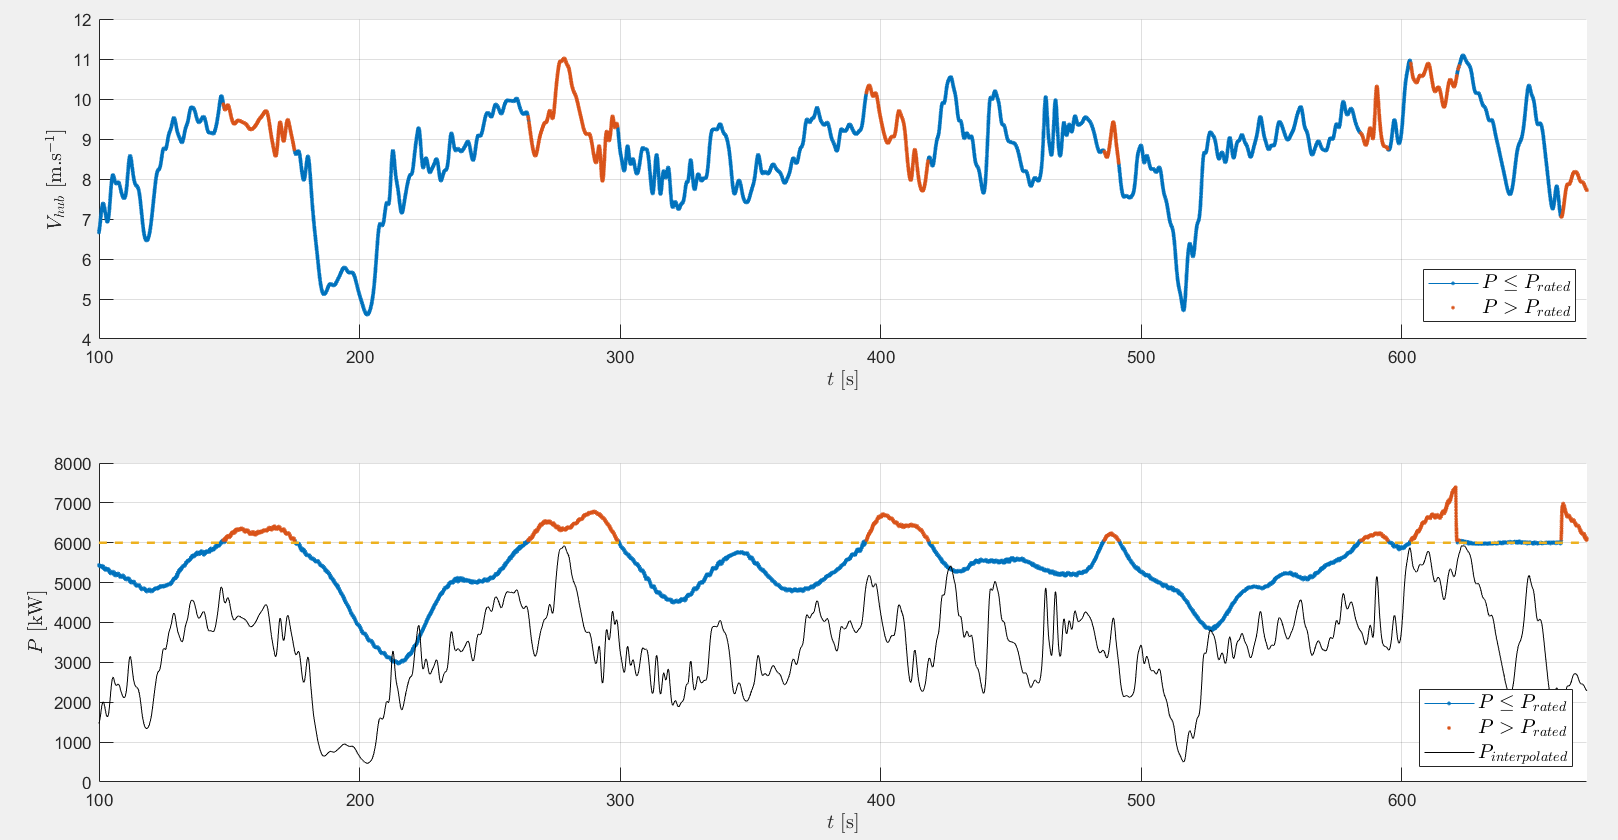 12
11
10
9
8
7
6
5
4
V_hub [m.s⁻¹]
P ≤ P_rated
P > P_rated
100 200 300 400 500 600
t [s]
8000
7000
6000
5000
4000
3000
2000
1000
0
P [kW]
P ≤ P_rated
P > P_rated
P_interpolated
100 200 300 400 500 600
t [s]